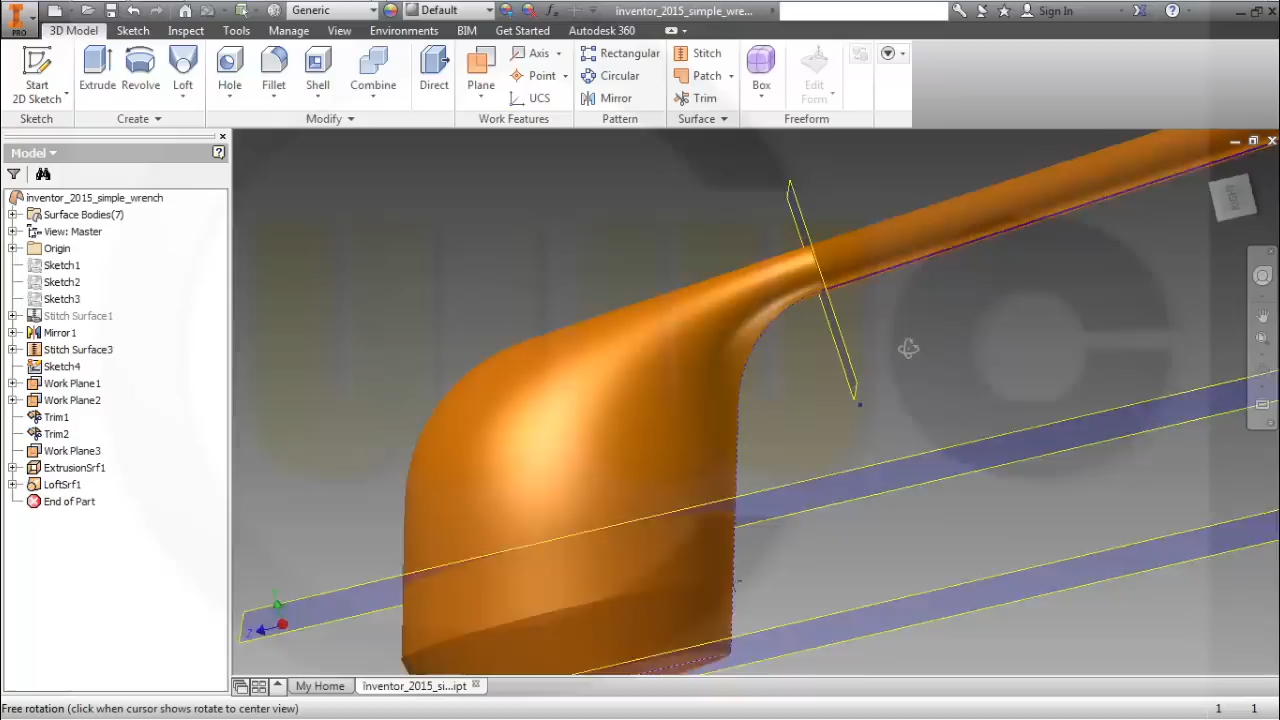 Generic
Default
inventor_2015_simple_wre...
Sign In
PRO
3D Model
Sketch
Inspect
Tools
Manage
View
Environments
BIM
Get Started
Autodesk 360
Start
2D Sketch
Extrude
Revolve
Loft
Hole
Fillet
Shell
Combine
Direct
Plane
Axis
Point
UCS
Rectangular
Circular
Mirror
Stitch
Patch
Trim
Box
Edit
Form
Sketch
Create
Modify
Work Features
Pattern
Surface
Freeform
Model
inventor_2015_simple_wrench
Surface Bodies(7)
View: Master
Origin
Sketch1
Sketch2
Sketch3
Stitch Surface1
Mirror1
Stitch Surface3
Sketch4
Work Plane1
Work Plane2
Trim1
Trim2
Work Plane3
ExtrusionSrf1
LoftSrf1
End of Part
Z
My Home
inventor_2015_si...ipt
Free rotation (click when cursor shows rotate to center view)
1 1